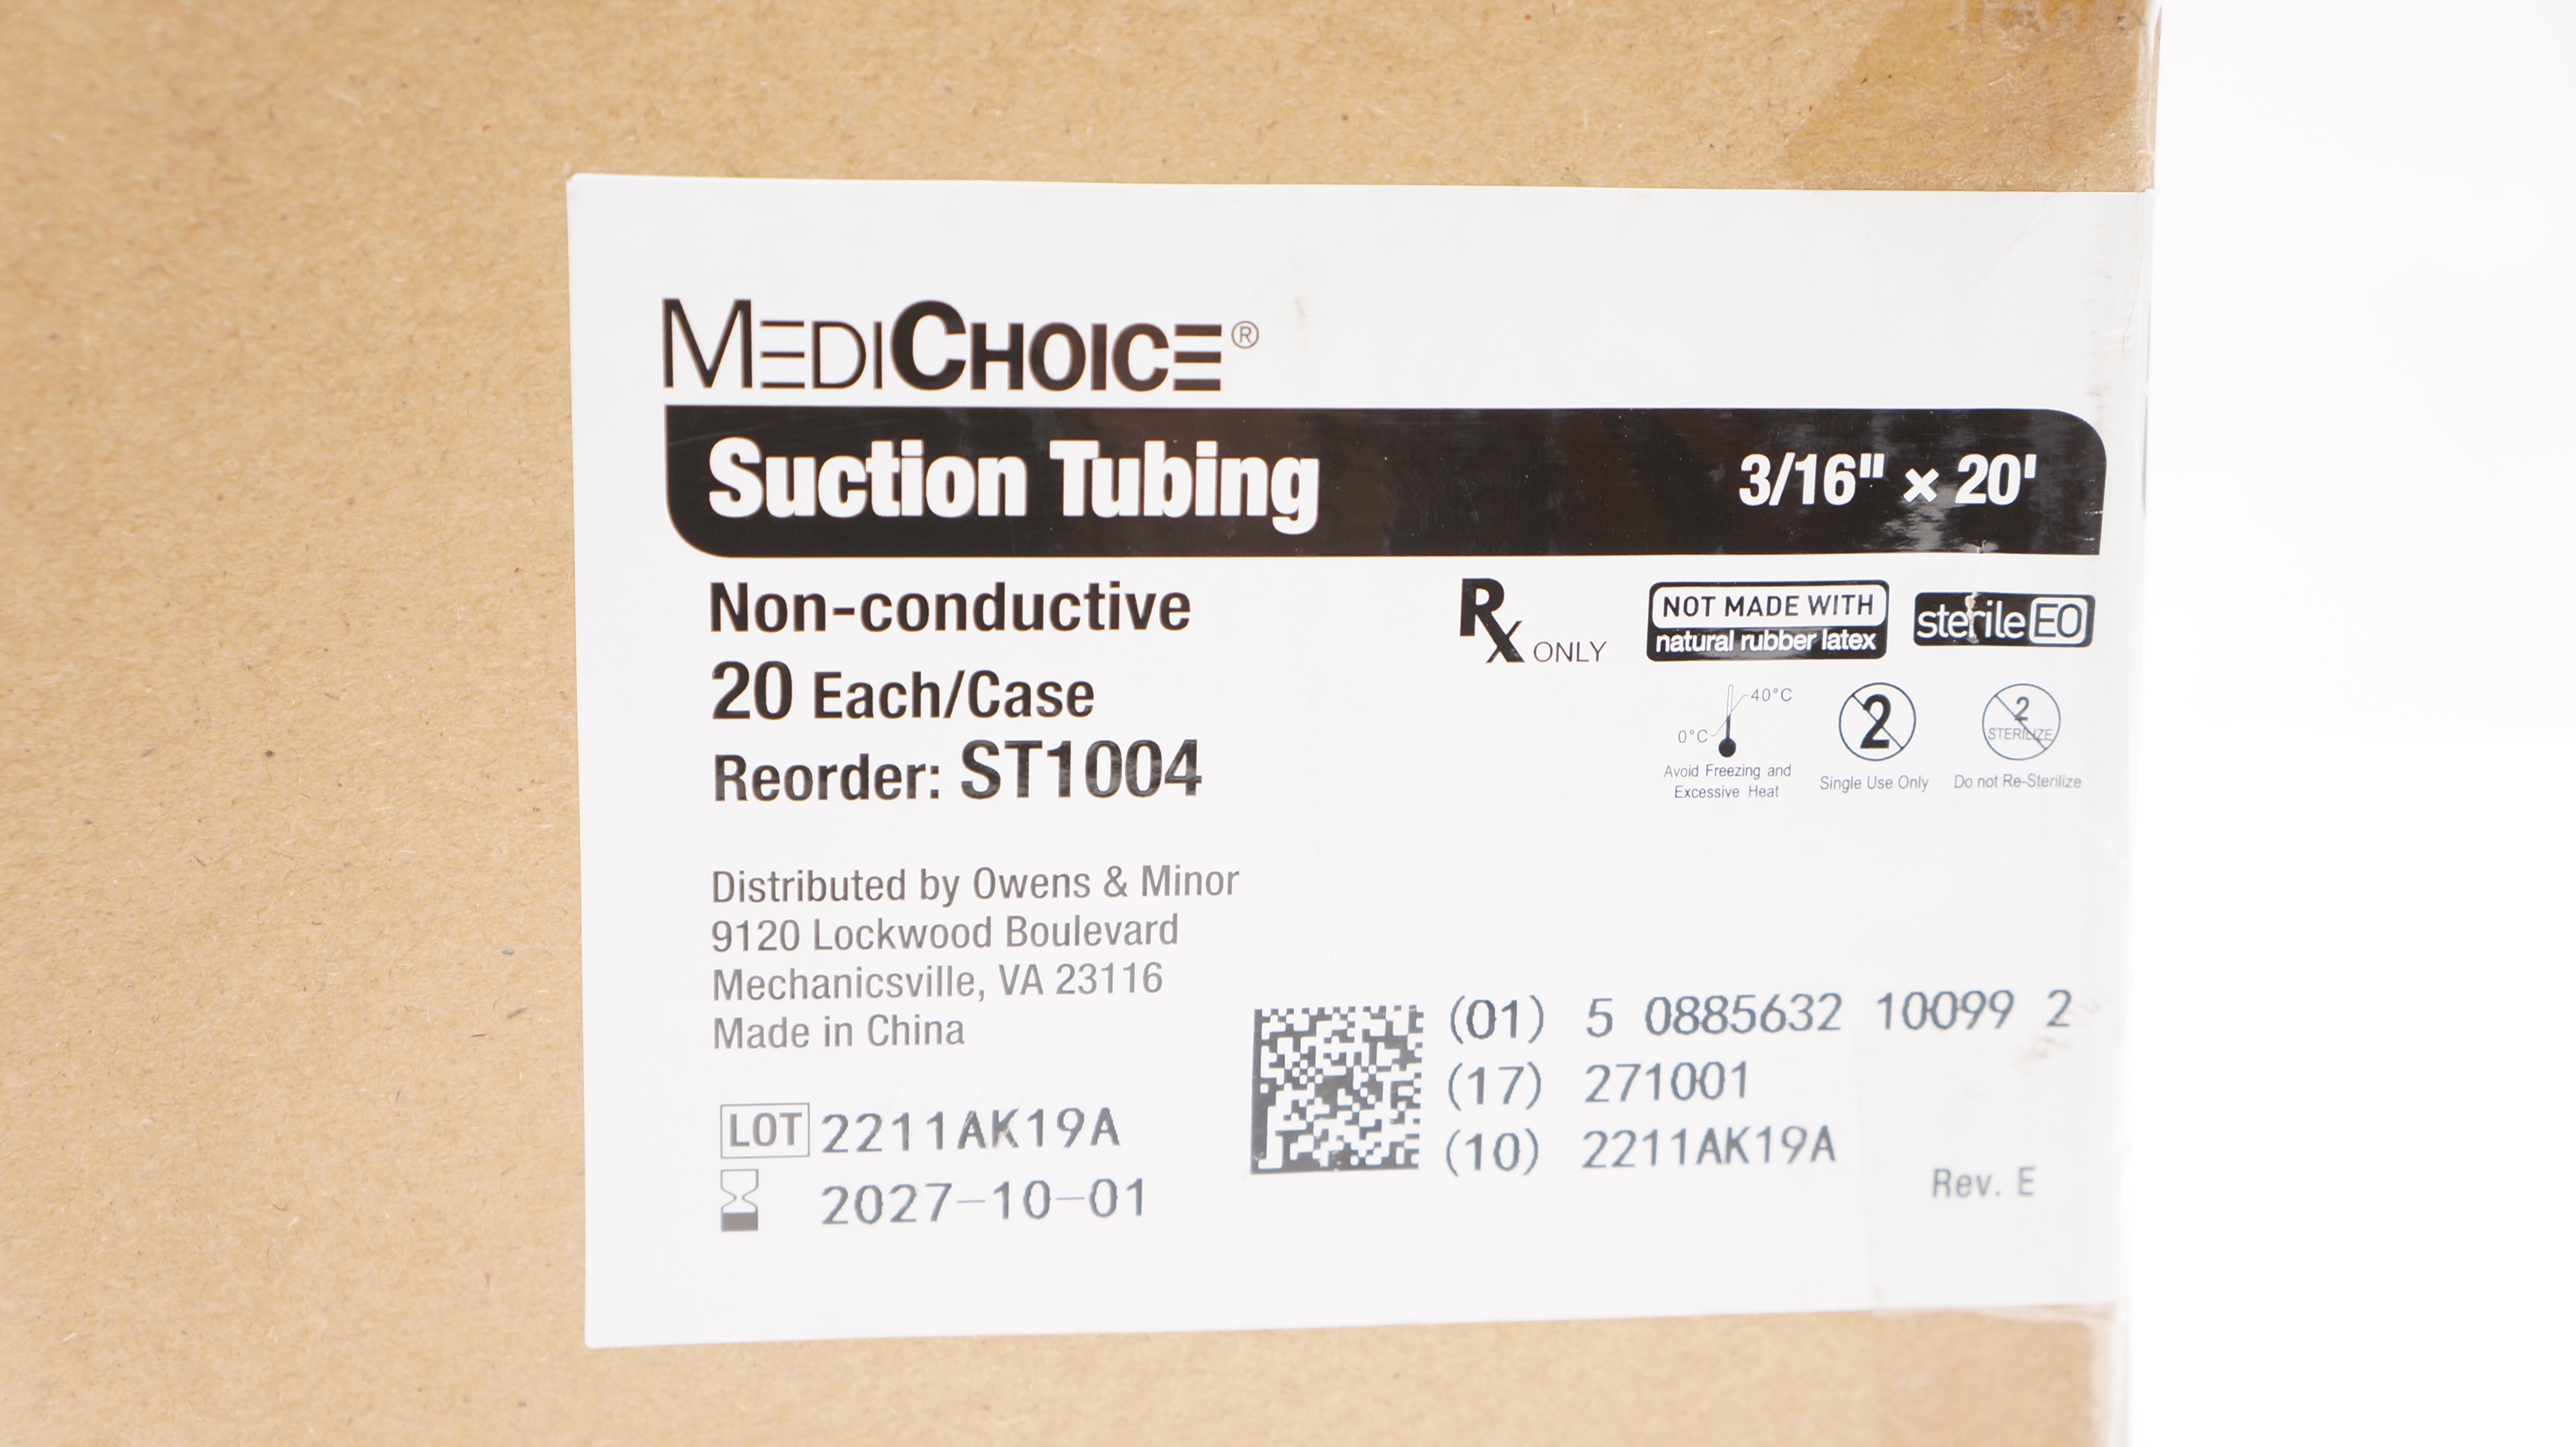 MEDICHOICE®
Suction Tubing 3/16" × 20'
Non-conductive
20 Each/Case
Reorder: ST1004
Rx ONLY
NOT MADE WITH
natural rubber latex
sterile EO
40°C
0°C
Avoid Freezing and
Excessive Heat
2
Single Use Only
2
STERILIZE
Do not Re-Sterilize
Distributed by Owens & Minor
9120 Lockwood Boulevard
Mechanicsville, VA 23116
Made in China
LOT 2211AK19A
2027-10-01
(01) 5 0885632 10099 2
(17) 271001
(10) 2211AK19A
Rev. E